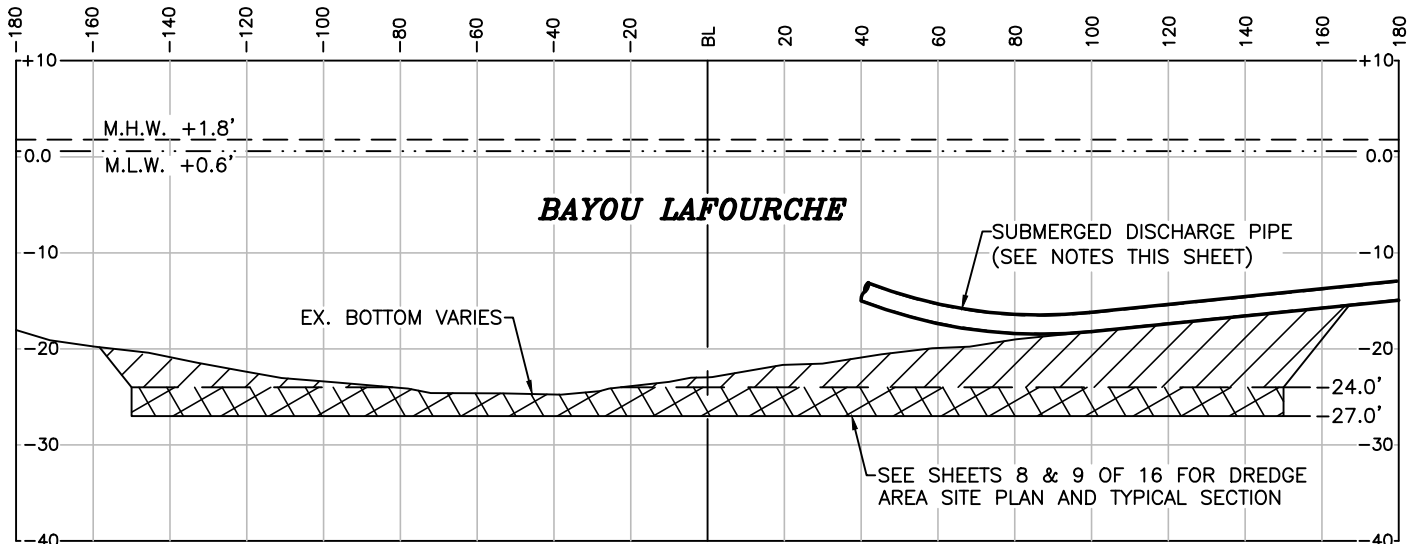 -180 -160 -140 -120 -100 -80 -60 -40 -20 BL 20 40 60 80 100 120 140 160 180
+10 +10
M.H.W. +1.8'
0.0 0.0
M.L.W. +0.6'
BAYOU LAFOURCHE
SUBMERGED DISCHARGE PIPE
-10 (SEE NOTES THIS SHEET) -10
EX. BOTTOM VARIES
-20 -20
-24.0'
-27.0'
-30 -30
SEE SHEETS 8 & 9 OF 16 FOR DREDGE
AREA SITE PLAN AND TYPICAL SECTION
-40 -40